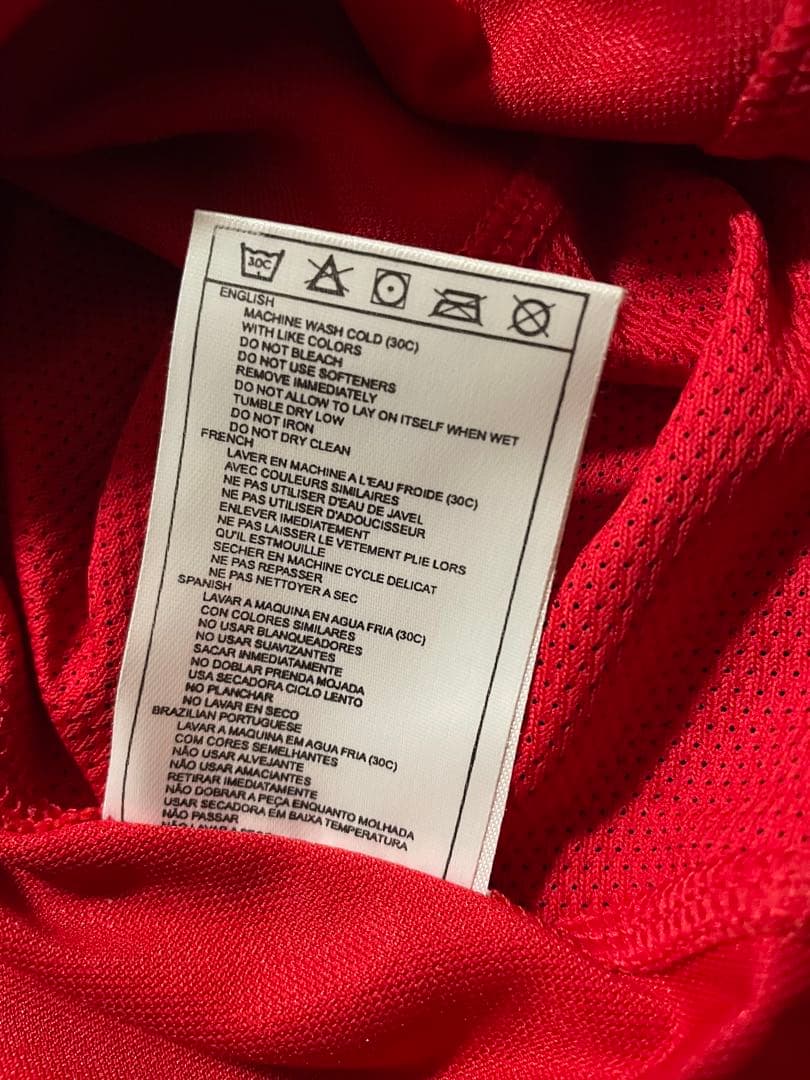 30C
ENGLISH
MACHINE WASH COLD (30C)
WITH LIKE COLORS
DO NOT BLEACH
DO NOT USE SOFTENERS
REMOVE IMMEDIATELY
DO NOT ALLOW TO LAY ON ITSELF WHEN WET
TUMBLE DRY LOW
DO NOT IRON
DO NOT DRY CLEAN
FRENCH
LAVER EN MACHINE A L'EAU FROIDE (30C)
AVEC COULEURS SIMILAIRES
NE PAS UTILISER D'EAU DE JAVEL
NE PAS UTILISER D'ADOUCISSEUR
ENLEVER IMEDIATEMENT
NE PAS LAISSER LE VETEMENT PLIE LORS
QU'IL ESTMOUILLE
SECHER EN MACHINE CYCLE DELICAT
NE PAS REPASSER
NE PAS NETTOYER A SEC
SPANISH
LAVAR A MAQUINA EN AGUA FRIA (30C)
CON COLORES SIMILARES
NO USAR BLANQUEADORES
NO USAR SUAVIZANTES
SACAR INMEDIATAMENTE
NO DOBLAR PRENDA MOJADA
USA SECADORA CICLO LENTO
NO PLANCHAR
NO LAVAR EN SECO
BRAZILIAN PORTUGUESE
LAVAR A MAQUINA EM AGUA FRIA (30C)
COM CORES SEMELHANTES
NÃO USAR ALVEJANTE
NÃO USAR AMACIANTES
RETIRAR IMEDIATAMENTE
NÃO DOBRAR A PEÇA ENQUANTO MOLHADA
USAR SECADORA EM BAIXA TEMPERATURA
NÃO PASSAR
NÃO LAVAR A